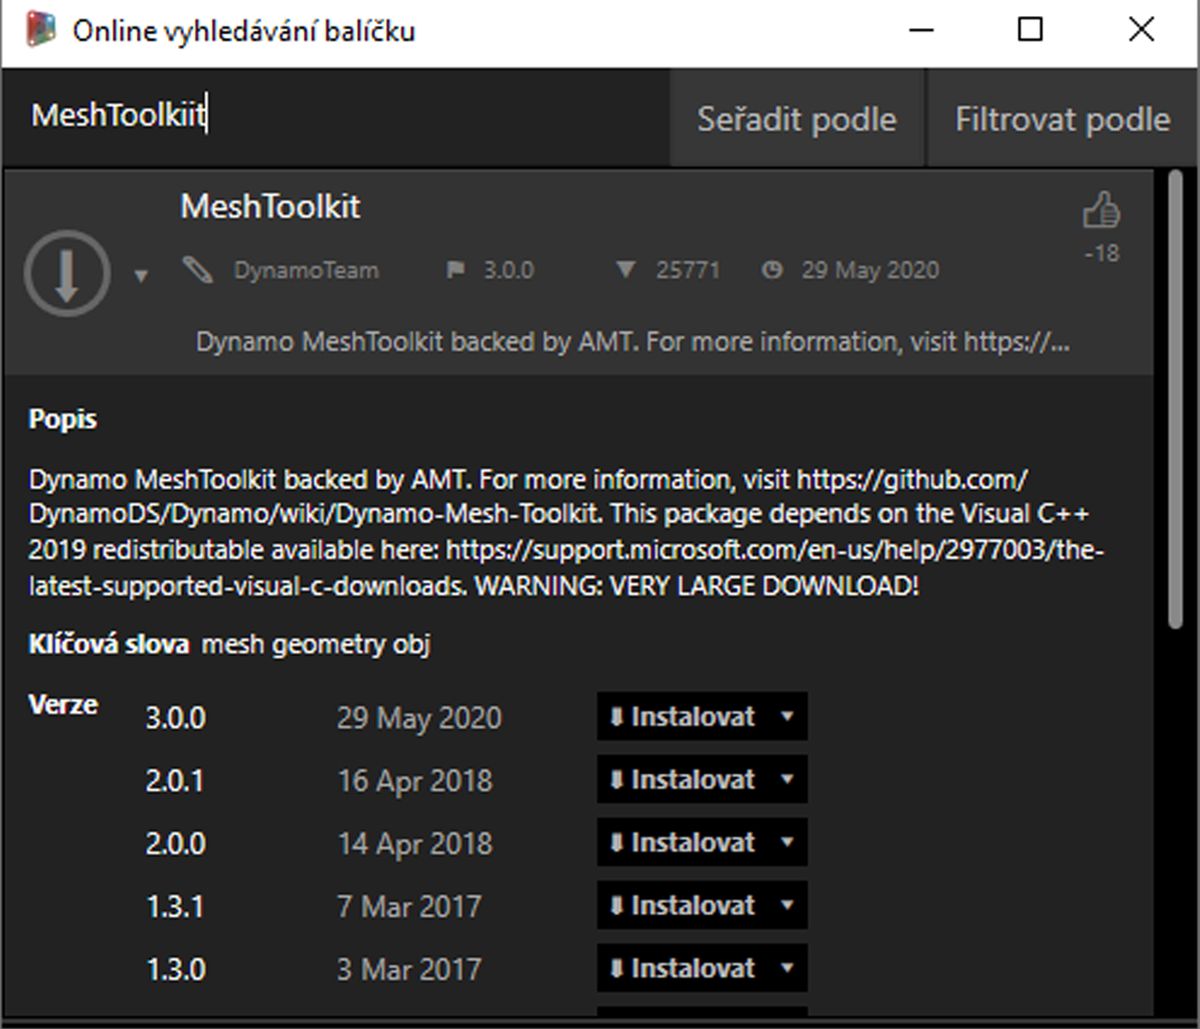 Online vyhledávání balíčku
MeshToolkiit
Seřadit podle
Filtrovat podle
MeshToolkit
DynamoTeam 3.0.0 25771 29 May 2020
-18
Dynamo MeshToolkit backed by AMT. For more information, visit https://...
Popis
Dynamo MeshToolkit backed by AMT. For more information, visit https://github.com/
DynamoDS/Dynamo/wiki/Dynamo-Mesh-Toolkit. This package depends on the Visual C++
2019 redistributable available here: https://support.microsoft.com/en-us/help/2977003/the-
latest-supported-visual-c-downloads. WARNING: VERY LARGE DOWNLOAD!
Klíčová slova mesh geometry obj
Verze
3.0.0 29 May 2020 Instalovat
2.0.1 16 Apr 2018 Instalovat
2.0.0 14 Apr 2018 Instalovat
1.3.1 7 Mar 2017 Instalovat
1.3.0 3 Mar 2017 Instalovat